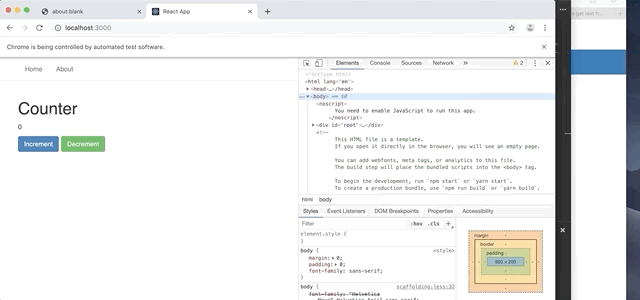 about:blank
React App
localhost:3000
Chrome is being controlled by automated test software.
Home About
Counter
0
Increment Decrement
Elements Console Sources Network » 2
<!doctype html>
<html lang="en">
<head>…</head>
<body> == $0
<noscript>
You need to enable JavaScript to run this app.
</noscript>
<div id="root">…</div>
<!--
This HTML file is a template.
If you open it directly in the browser, you will see an empty page.
You can add webfonts, meta tags, or analytics to this file.
The build step will place the bundled scripts into the <body> tag.
To begin the development, run `npm start` or `yarn start`.
To create a production bundle, use `npm run build` or `yarn build`.
html body
Styles Event Listeners DOM Breakpoints Properties Accessibility
Filter :hov .cls +
element.style {
}
body { <style>
margin: 0;
padding: 0;
font-family: sans-serif;
}
body { scaffolding.less:32
font-family: "Helvetica
margin
border
padding
600 × 200